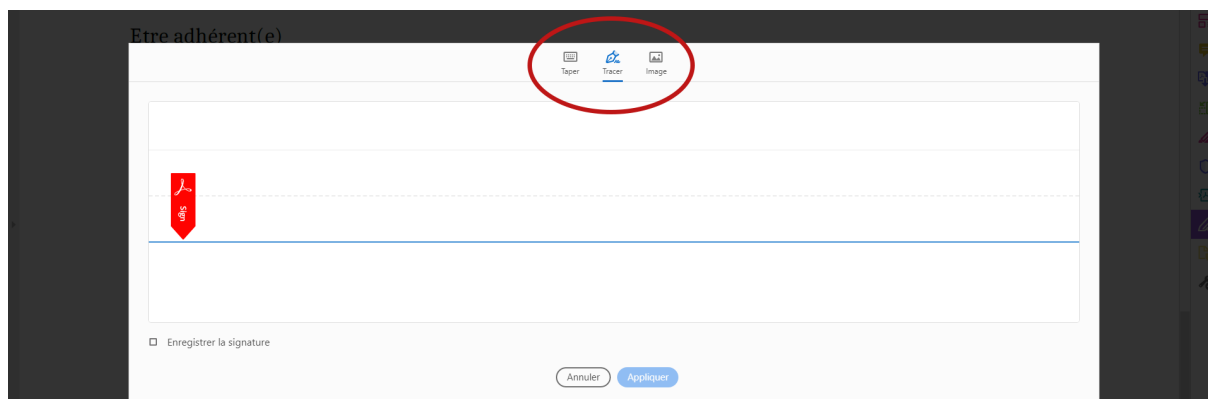 Etre adhérent(e)
Taper Tracer Image
Sign
Enregistrer la signature
Annuler Appliquer